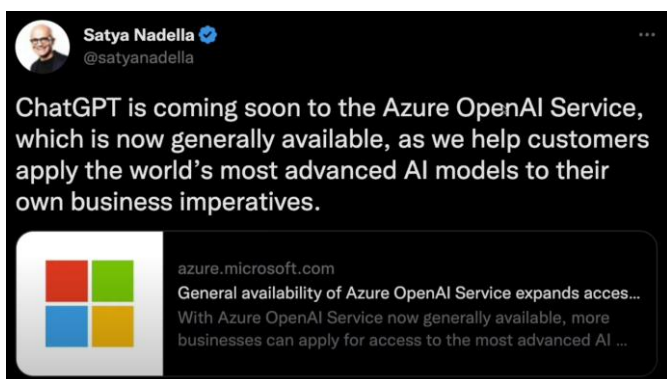 Satya Nadella
@satyanadella
ChatGPT is coming soon to the Azure OpenAI Service,
which is now generally available, as we help customers
apply the world's most advanced AI models to their
own business imperatives.
azure.microsoft.com
General availability of Azure OpenAI Service expands acces...
With Azure OpenAI Service now generally available, more
businesses can apply for access to the most advanced AI ...